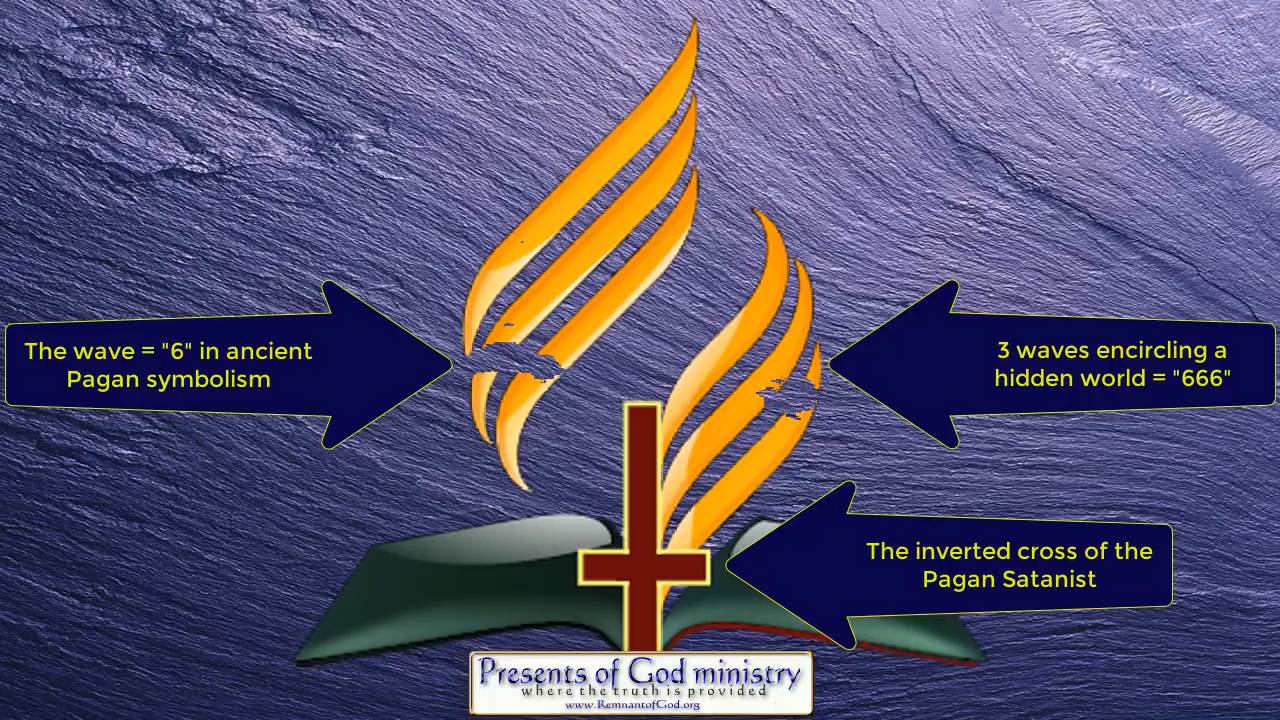 The wave = "6" in ancient
Pagan symbolism
3 waves encircling a
hidden world = "666"
The inverted cross of the
Pagan Satanist
Presents of God ministry
where the truth is provided
www.RemnantofGod.org